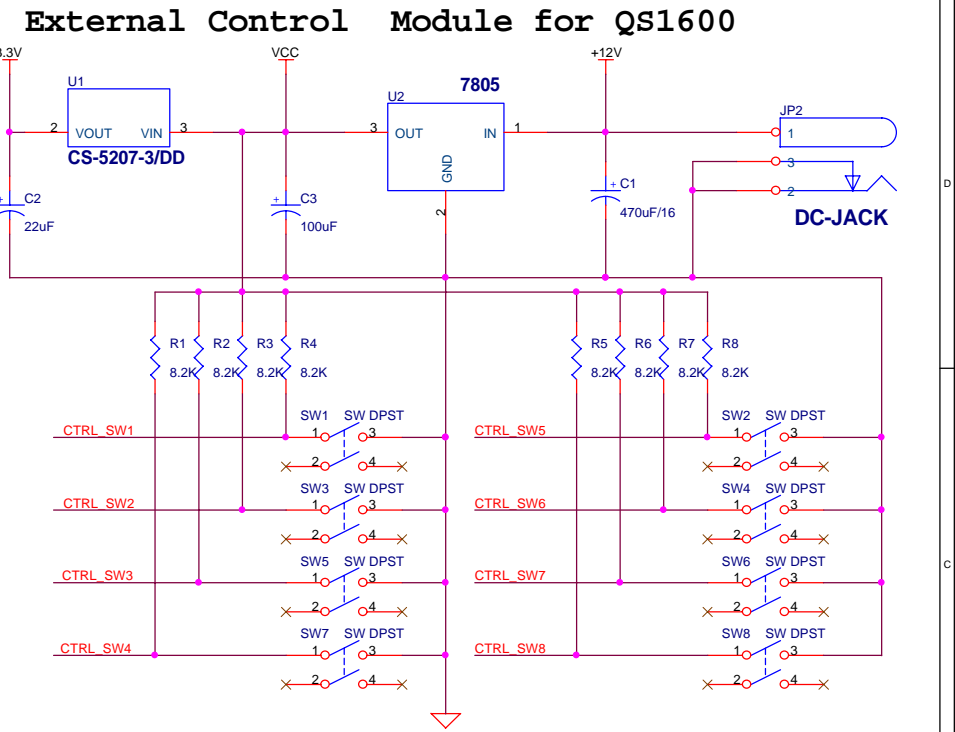 External Control Module for QS1600
3.3V
VCC
+12V
U1
VOUT
VIN
2
3
CS-5207-3/DD
7805
U2
OUT
IN
GND
3
1
2
JP2
1
3
2
DC-JACK
+
C2
22uF
+
C3
100uF
+
C1
470uF/16
D
R1
8.2K
R2
8.2K
R3
8.2K
R4
8.2K
R5
8.2K
R6
8.2K
R7
8.2K
R8
8.2K
CTRL_SW1
SW1 SW DPST
1 3
2 4
CTRL_SW5
SW2 SW DPST
1 3
2 4
CTRL_SW2
SW3 SW DPST
1 3
2 4
CTRL_SW6
SW4 SW DPST
1 3
2 4
CTRL_SW3
SW5 SW DPST
1 3
2 4
CTRL_SW7
SW6 SW DPST
1 3
2 4
C
CTRL_SW4
SW7 SW DPST
1 3
2 4
CTRL_SW8
SW8 SW DPST
1 3
2 4